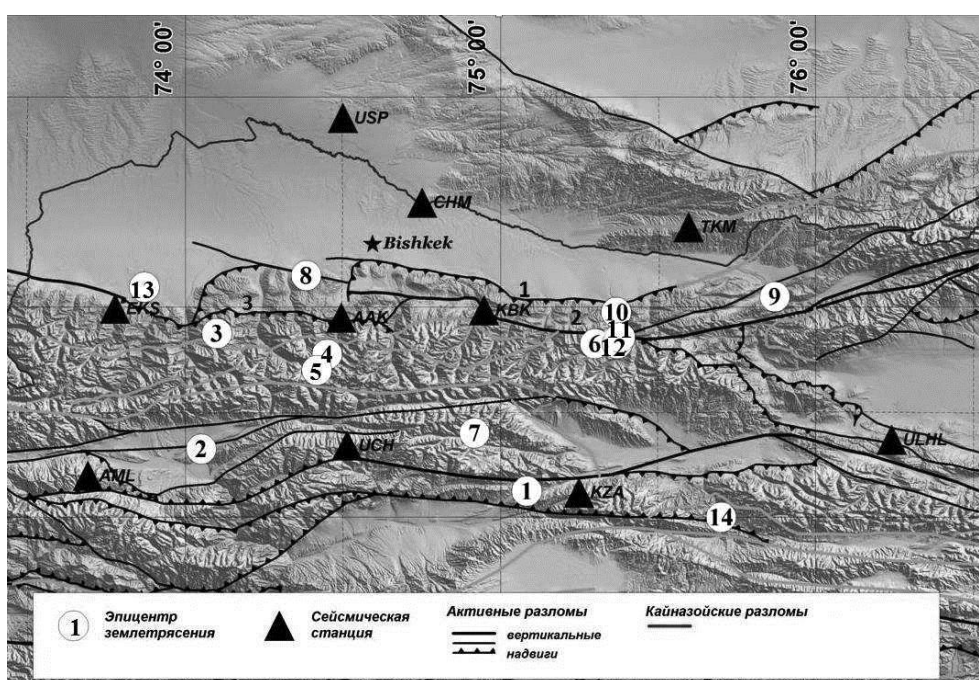 74° 00'
75° 00'
76° 00'
USP
CHM
TKM
Bishkek
8
13
9
1
EKS
3
AAK
KBK
2
10
3
11
4
6
12
5
7
2
UCH
ULHL
AML
1
KZA
14
1
Эпицентр
землетрясения
Сейсмическая
станция
Активные разломы
вертикальные
надвиги
Кайназойские разломы